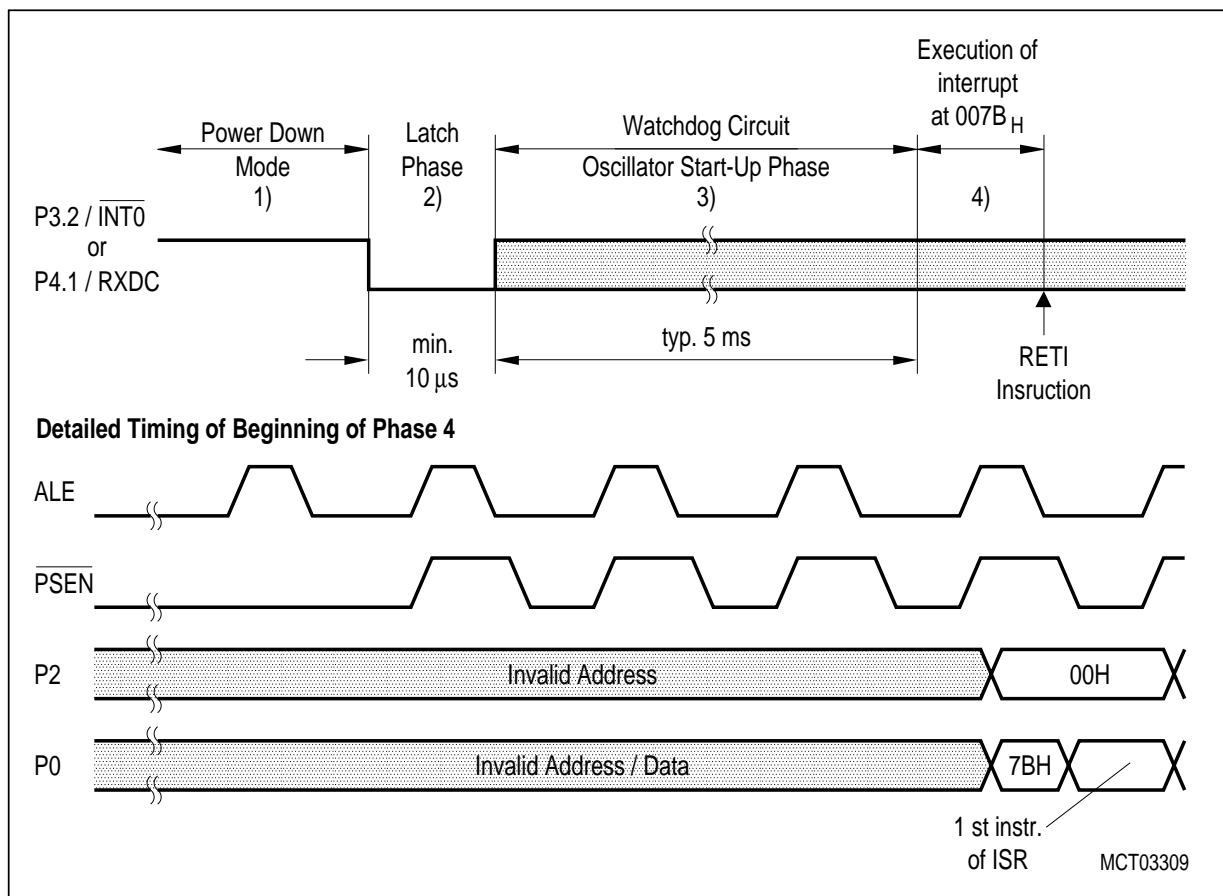 Execution of
interrupt
at 007B H
Power Down
Mode
1)
Latch
Phase
2)
Watchdog Circuit
Oscillator Start-Up Phase
3)
4)
P3.2 / INT0
or
P4.1 / RXDC
min.
10 μs
typ. 5 ms
RETI
Insruction
Detailed Timing of Beginning of Phase 4
ALE
PSEN
P2
Invalid Address
00H
P0
Invalid Address / Data
7BH
1 st instr.
of ISR
MCT03309